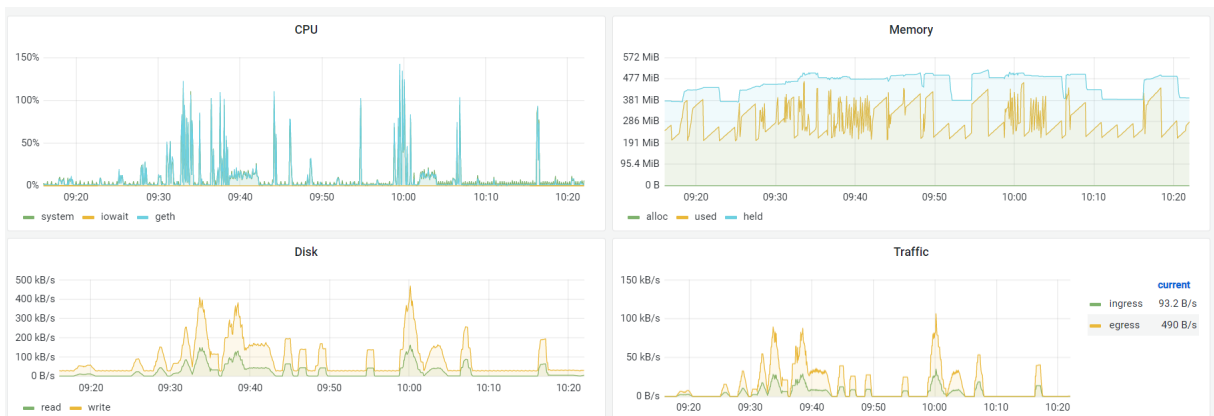 CPU
150%
100%
50%
0%
09:20 09:30 09:40 09:50 10:00 10:10 10:20
system iowait geth
Memory
572 MiB
477 MiB
381 MiB
286 MiB
191 MiB
95.4 MiB
0 B
09:20 09:30 09:40 09:50 10:00 10:10 10:20
alloc used held
Disk
500 kB/s
400 kB/s
300 kB/s
200 kB/s
100 kB/s
0 B/s
09:20 09:30 09:40 09:50 10:00 10:10 10:20
read write
Traffic
150 kB/s
100 kB/s
50 kB/s
0 B/s
09:20 09:30 09:40 09:50 10:00 10:10 10:20
current
ingress 93.2 B/s
egress 490 B/s